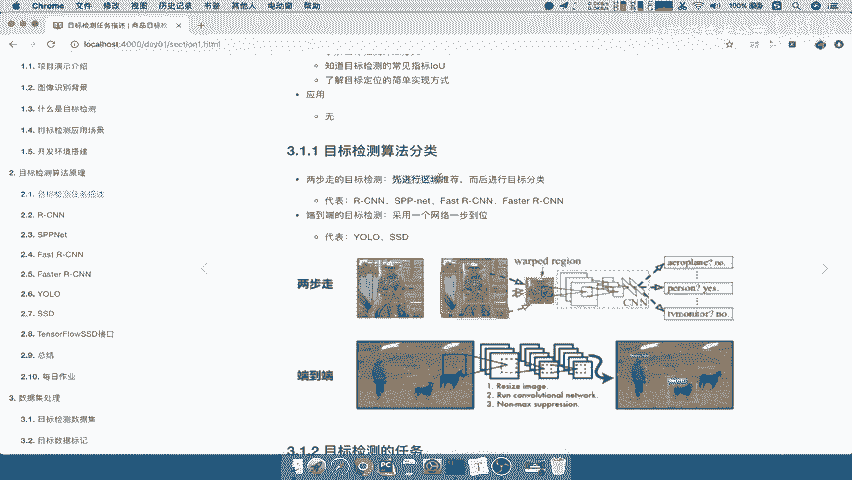 Chrome 文件 修改 视图 历史记录 书签 其他人 电动窗 帮助
100%
目标检测任务描述 | 商品目标检
localhost:4000/day01/section1.html
1.1. 项目演示介绍
1.2. 图像识别背景
1.3. 什么是目标检测
1.4. 目标检测应用场景
1.5. 开发环境搭建
2. 目标检测算法原理
2.1. 目标检测任务描述
2.2. R-CNN
2.3. SPPNet
2.4. Fast R-CNN
2.5. Faster R-CNN
2.6. YOLO
2.7. SSD
2.8. TensorFlowSSD接口
2.9. 总结
2.10. 每日作业
3. 数据集处理
3.1. 目标检测数据集
3.2. 目标数据标记
知道目标检测的常见指标IoU
了解目标定位的简单实现方式
应用
无
3.1.1 目标检测算法分类
两步走的目标检测：先进行区域推荐，而后进行目标分类
代表：R-CNN、SPP-net、Fast R-CNN、Faster R-CNN
端到端的目标检测：采用一个网络一步到位
代表：YOLO、SSD
两步走
warped region
CNN
aeroplane? no.
person? yes.
tvmonitor? no.
端到端
1. Resize image.
2. Run convolutional network.
3. Non-max suppression.
3.1.2 目标检测的任务